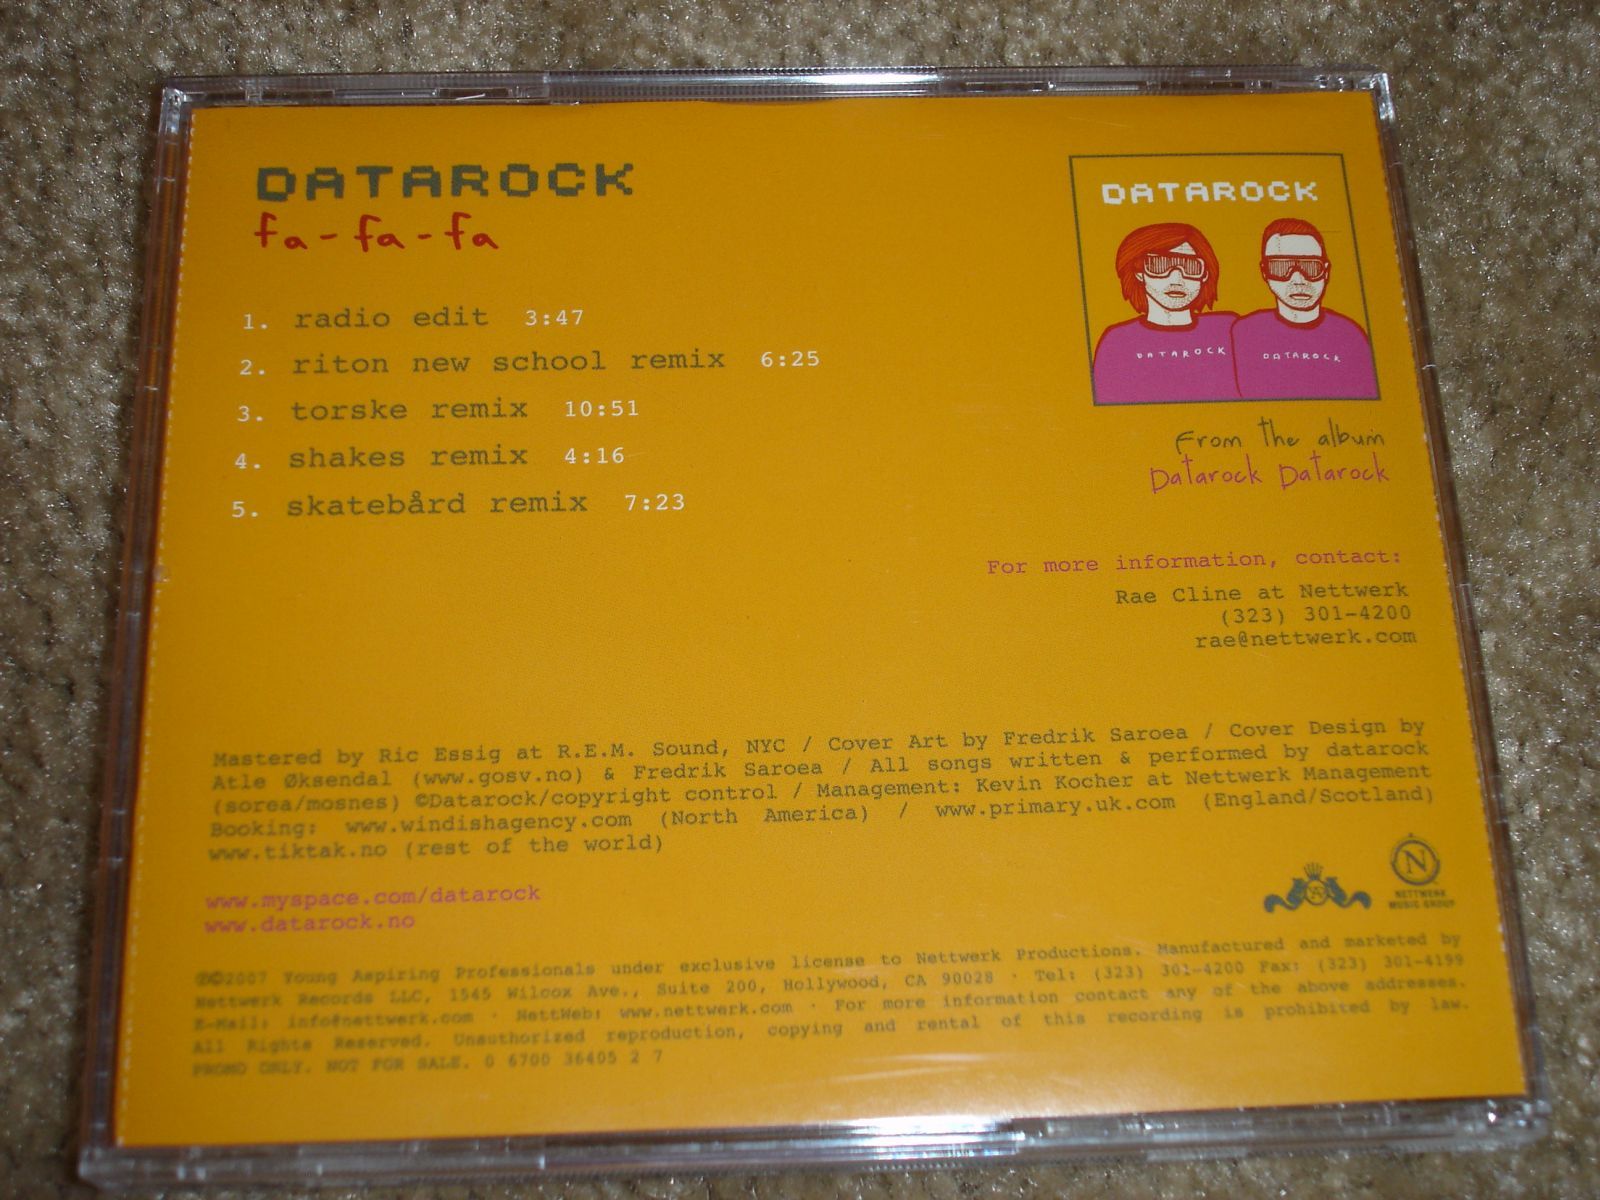 DATAROCK
fa-fa-fa
1. radio edit 3:47
2. riton new school remix 6:25
3. torske remix 10:51
4. shakes remix 4:16
5. skatebård remix 7:23
DATAROCK
DATAROCK DATAROCK
From the album
Datarock Datarock
For more information, contact:
Rae Cline at Nettwerk
(323) 301-4200
rae@nettwerk.com
Mastered by Ric Essig at R.E.M. Sound, NYC / Cover Art by Fredrik Saroea / Cover Design by
Atle Øksendal (www.gosv.no) & Fredrik Saroea / All songs written & performed by datarock
(sorea/mosnes) ©Datarock/copyright control / Management: Kevin Kocher at Nettwerk Management
Booking: www.windishagency.com (North America) / www.primary.uk.com (England/Scotland)
www.tiktak.no (rest of the world)
www.myspace.com/datarock
www.datarock.no
N
NETTWERK
MUSIC GROUP
YAP
℗©2007 Young Aspiring Professionals under exclusive license to Nettwerk Productions. Manufactured and marketed by
Nettwerk Records LLC, 1545 Wilcox Ave., Suite 200, Hollywood, CA 90028 · Tel: (323) 301-4200 Fax: (323) 301-4199
E-Mail: info@nettwerk.com · NettWeb: www.nettwerk.com · For more information contact any of the above addresses.
All Rights Reserved. Unauthorized reproduction, copying and rental of this recording is prohibited by law.
PROMO ONLY. NOT FOR SALE. 0 6700 36405 2 7